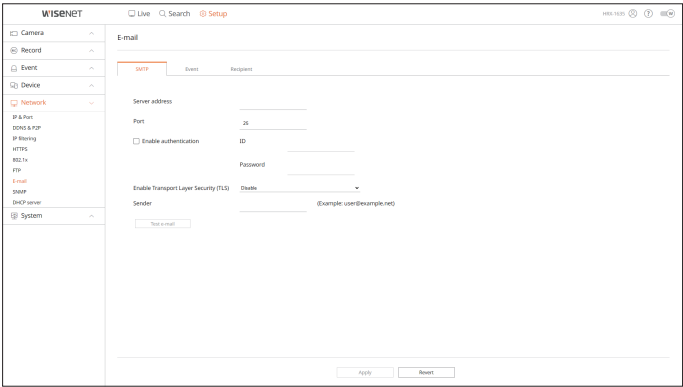 WISENET
Live Search Setup
HRX-1635
Camera
Record
Event
Device
Network
IP & Port
DDNS & P2P
IP filtering
HTTPS
802.1x
FTP
E-mail
SNMP
DHCP server
System
E-mail
SMTP Event Recipient
Server address
Port 25
Enable authentication ID
Password
Enable Transport Layer Security (TLS) Disable
Sender (Example: user@example.net)
Test e-mail
Apply Revert